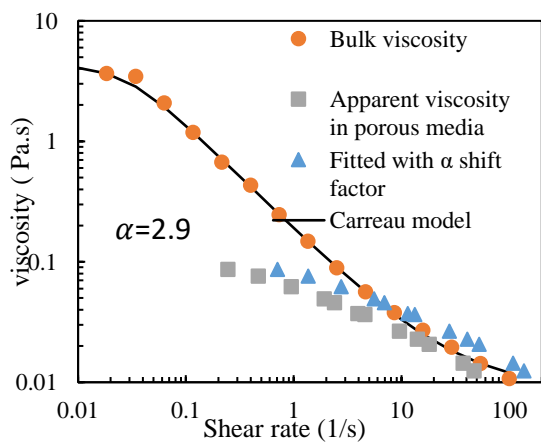 10
1
0.1
0.01
0.01
0.1
1
10
100
viscosity ( Pa.s)
Shear rate (1/s)
α=2.9
Bulk viscosity
Apparent viscosity
in porous media
Fitted with α shift
factor
Carreau model